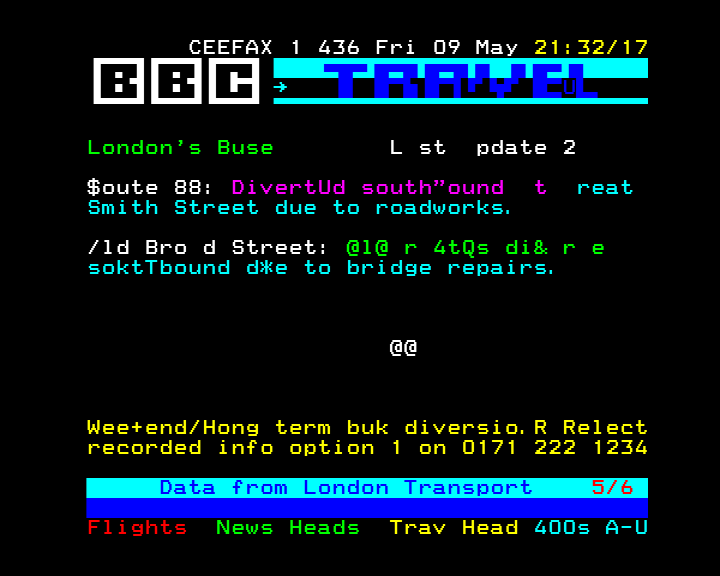 CEEFAX 1 436 Fri 09 May 21:32/17
BBC TRAVEL
London's Buse L st pdate 2
$oute 88: DivertUd south”ound t reat
Smith Street due to roadworks.
/ld Bro d Street: @l@ r 4tQs di& r e
soktTbound d*e to bridge repairs.
@@
Wee+end/Hong term buk diversio.R Relect
recorded info option 1 on 0171 222 1234
Data from London Transport 5/6
Flights News Heads Trav Head 400s A-U